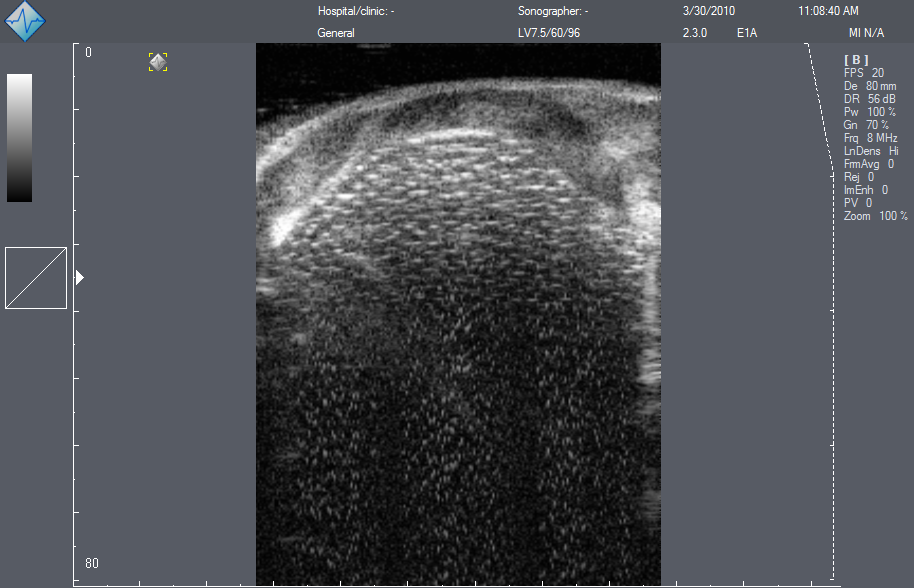 Hospital/clinic: - Sonographer: - 3/30/2010 11:08:40 AM
General LV7.5/60/96 2.3.0 E1A MI N/A
0
[ B ]
FPS 20
De 80 mm
DR 56 dB
Pw 100 %
Gn 70 %
Frq 8 MHz
LnDens Hi
FrmAvg 0
Rej 0
ImEnh 0
PV 0
Zoom 100 %
80